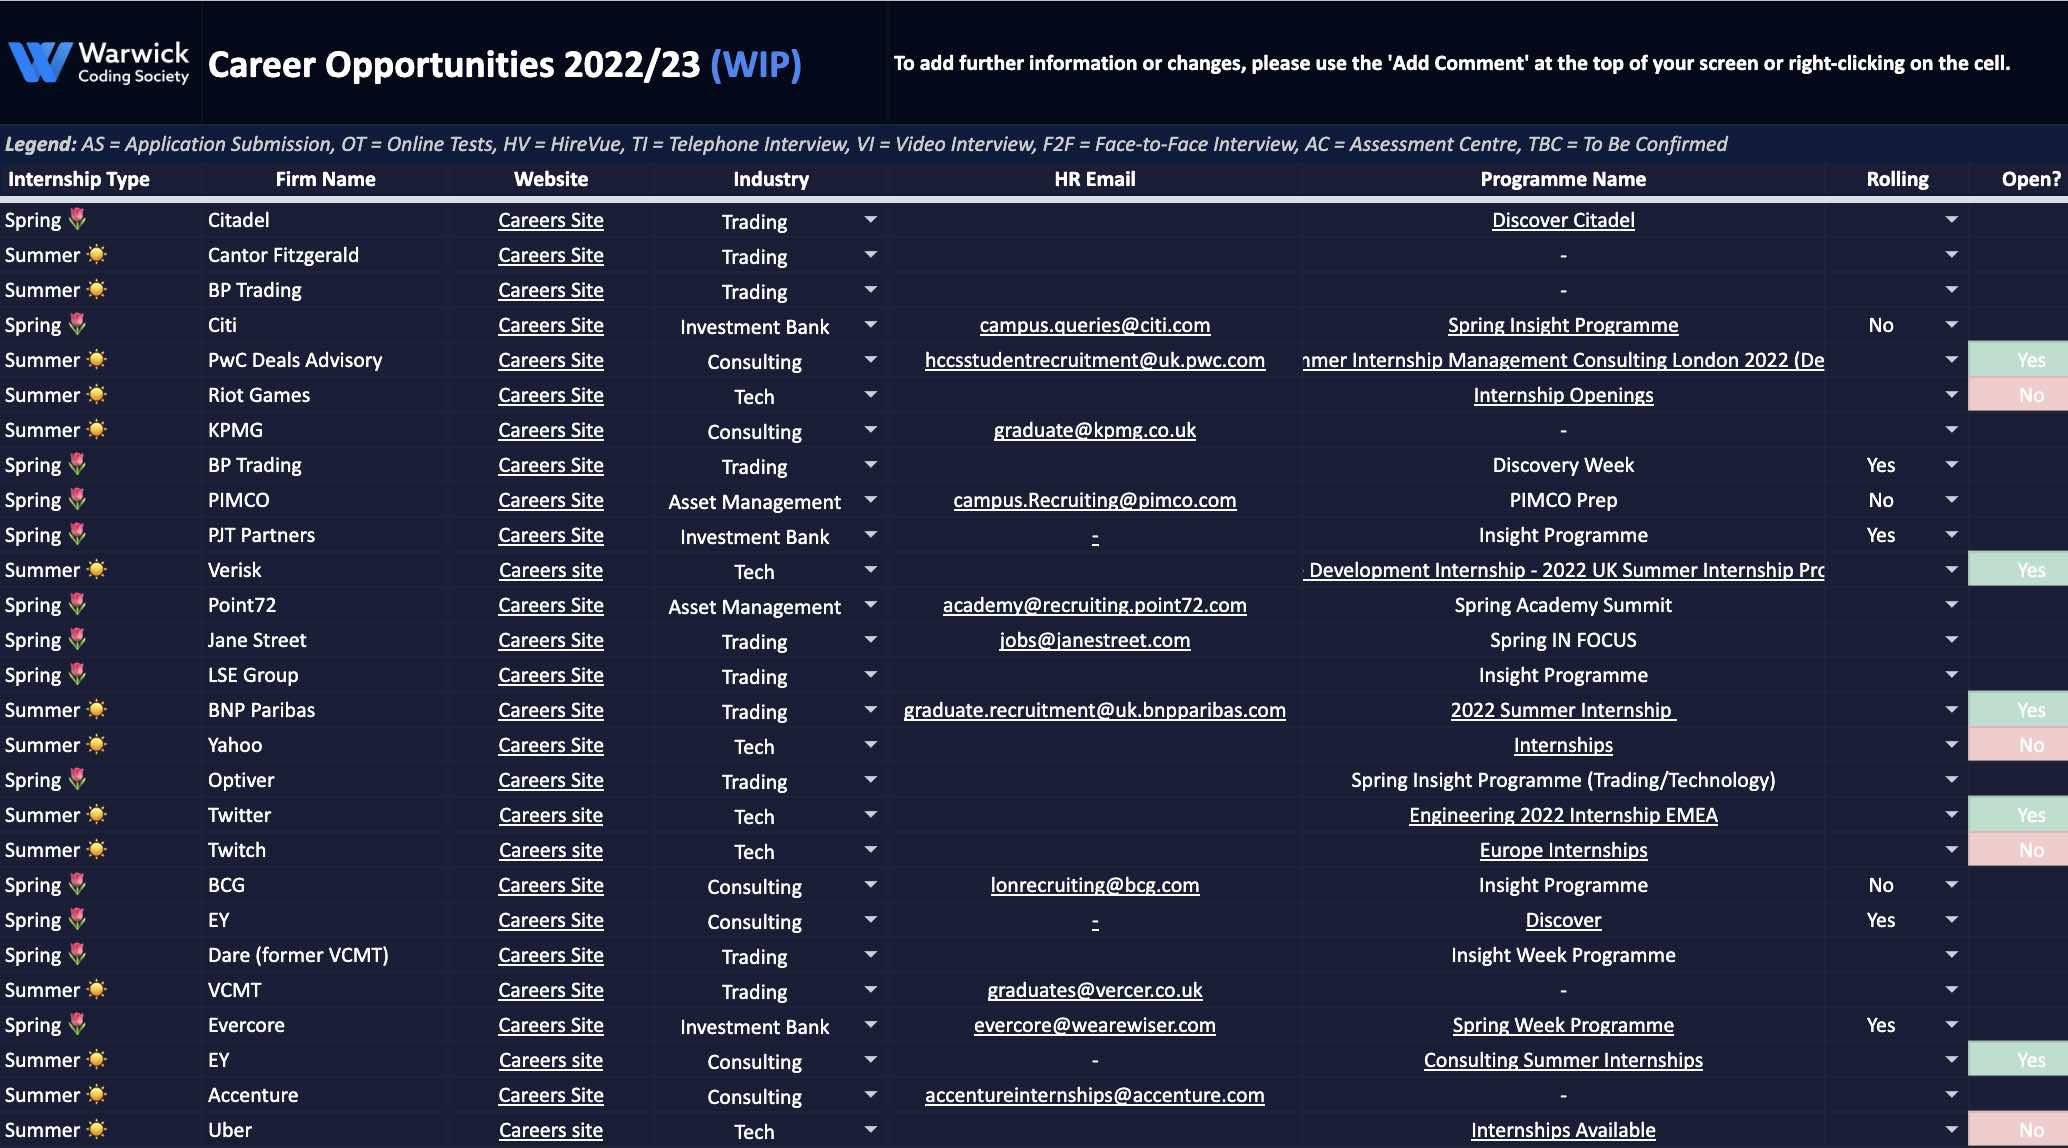 Warwick
Coding Society
Career Opportunities 2022/23 (WIP)
To add further information or changes, please use the 'Add Comment' at the top of your screen or right-clicking on the cell.
Legend: AS = Application Submission, OT = Online Tests, HV = HireVue, TI = Telephone Interview, VI = Video Interview, F2F = Face-to-Face Interview, AC = Assessment Centre, TBC = To Be Confirmed
Internship Type Firm Name Website Industry HR Email Programme Name Rolling Open?
Spring Citadel Careers Site Trading Discover Citadel
Summer Cantor Fitzgerald Careers Site Trading -
Summer BP Trading Careers Site Trading -
Spring Citi Careers Site Investment Bank campus.queries@citi.com Spring Insight Programme No
Summer PwC Deals Advisory Careers Site Consulting hccsstudentrecruitment@uk.pwc.com nmer Internship Management Consulting London 2022 (De Yes
Summer Riot Games Careers Site Tech Internship Openings No
Summer KPMG Careers Site Consulting graduate@kpmg.co.uk -
Spring BP Trading Careers Site Trading Discovery Week Yes
Spring PIMCO Careers Site Asset Management campus.Recruiting@pimco.com PIMCO Prep No
Spring PJT Partners Careers Site Investment Bank - Insight Programme Yes
Summer Verisk Careers site Tech Development Internship - 2022 UK Summer Internship Pro Yes
Spring Point72 Careers Site Asset Management academy@recruiting.point72.com Spring Academy Summit
Spring Jane Street Careers Site Trading jobs@janestreet.com Spring IN FOCUS
Spring LSE Group Careers Site Trading Insight Programme
Summer BNP Paribas Careers Site Trading graduate.recruitment@uk.bnpparibas.com 2022 Summer Internship Yes
Summer Yahoo Careers Site Tech Internships No
Spring Optiver Careers Site Trading Spring Insight Programme (Trading/Technology)
Summer Twitter Careers site Tech Engineering 2022 Internship EMEA Yes
Summer Twitch Careers site Tech Europe Internships No
Spring BCG Careers Site Consulting lonrecruiting@bcg.com Insight Programme No
Spring EY Careers Site Consulting - Discover Yes
Spring Dare (former VCMT) Careers Site Trading Insight Week Programme
Summer VCMT Careers Site Trading graduates@vercer.co.uk -
Spring Evercore Careers Site Investment Bank evercore@wearewiser.com Spring Week Programme Yes
Summer EY Careers site Consulting - Consulting Summer Internships Yes
Summer Accenture Careers Site Consulting accentureinternships@accenture.com -
Summer Uber Careers site Tech Internships Available No